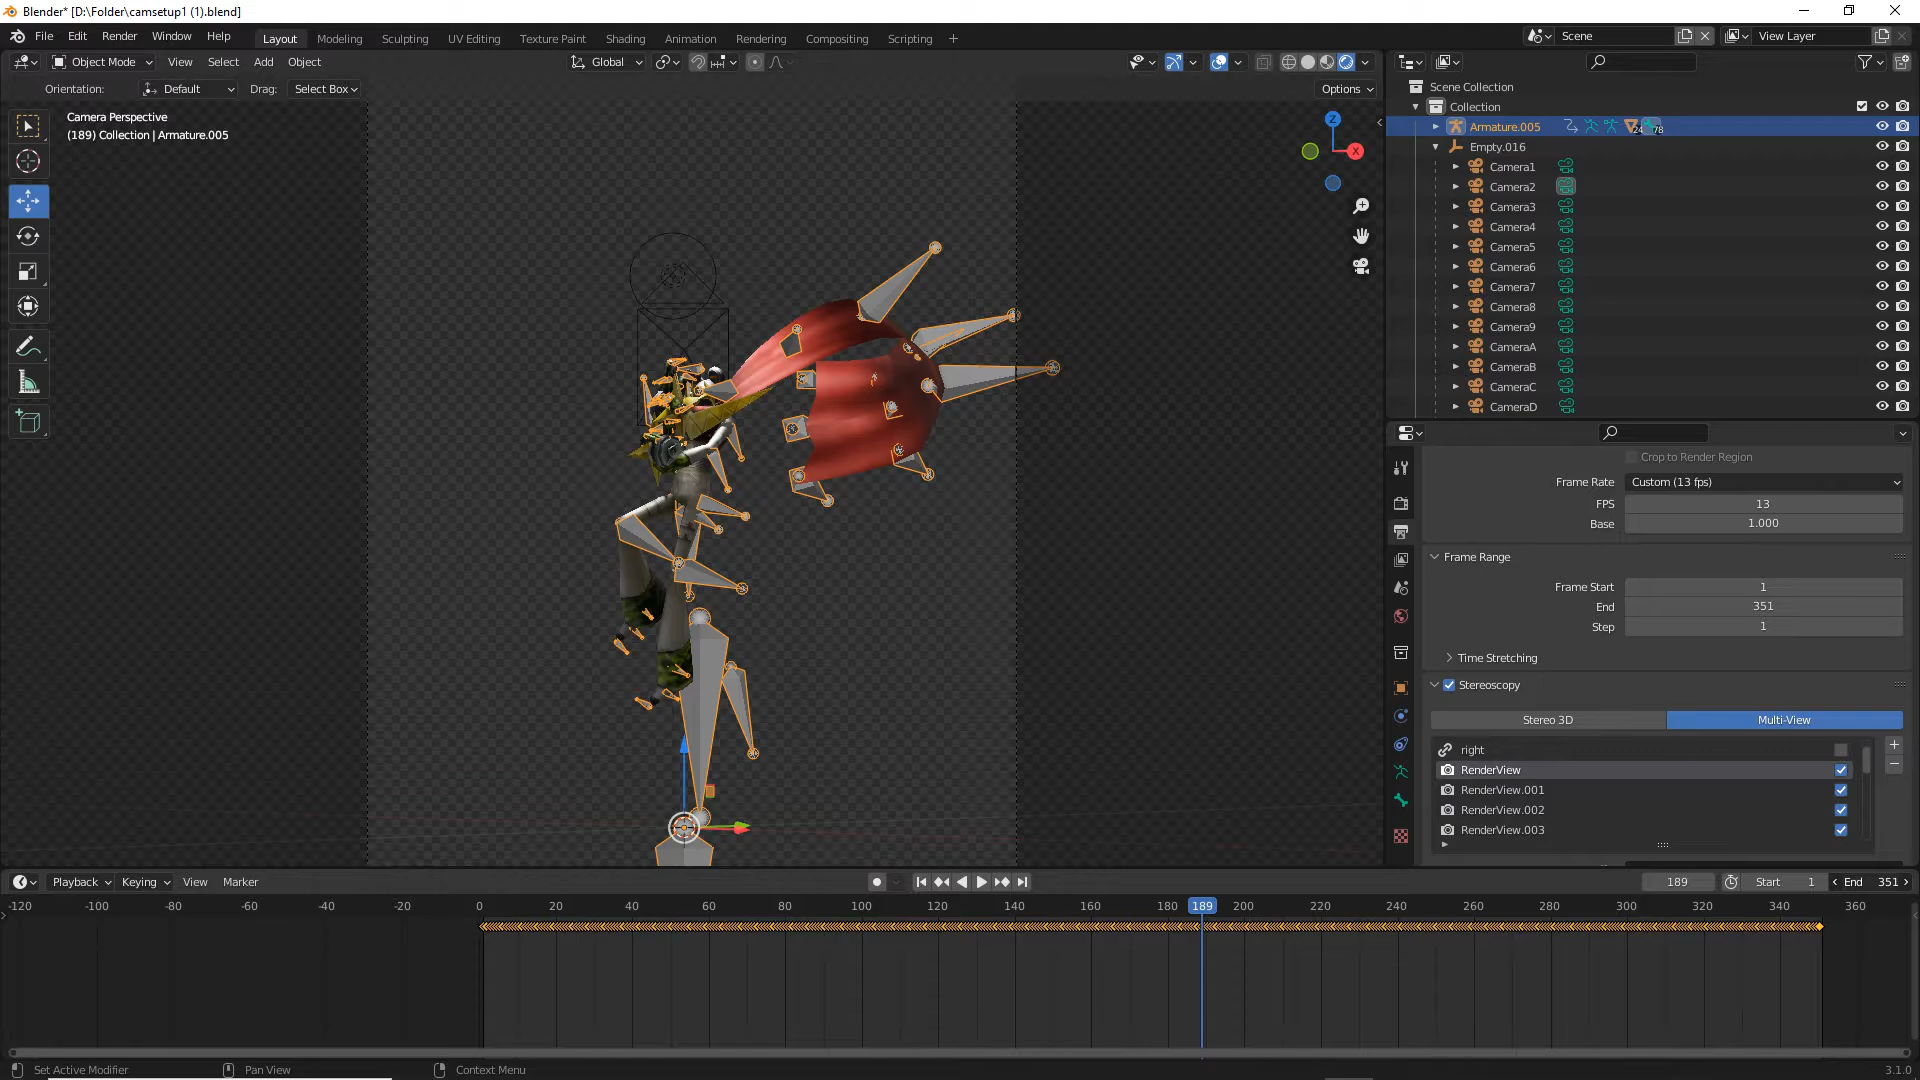 Blender* [D:\Folder\camsetup1 (1).blend]
File Edit Render Window Help Layout Modeling Sculpting UV Editing Texture Paint Shading Animation Rendering Compositing Scripting + Scene View Layer
Object Mode View Select Add Object Global
Orientation: Default Drag: Select Box Options
Camera Perspective
(189) Collection | Armature.005
Z
X
Scene Collection
Collection
Armature.005 24 78
Empty.016
Camera1
Camera2
Camera3
Camera4
Camera5
Camera6
Camera7
Camera8
Camera9
CameraA
CameraB
CameraC
CameraD
Crop to Render Region
Frame Rate Custom (13 fps)
FPS 13
Base 1.000
Frame Range
Frame Start 1
End 351
Step 1
Time Stretching
Stereoscopy
Stereo 3D Multi-View
right
RenderView
RenderView.001
RenderView.002
RenderView.003
Playback Keying View Marker 189 Start 1 End 351
-120 -100 -80 -60 -40 -20 0 20 40 60 80 100 120 140 160 180 189 200 220 240 260 280 300 320 340 360
Set Active Modifier Pan View Context Menu 3.1.0